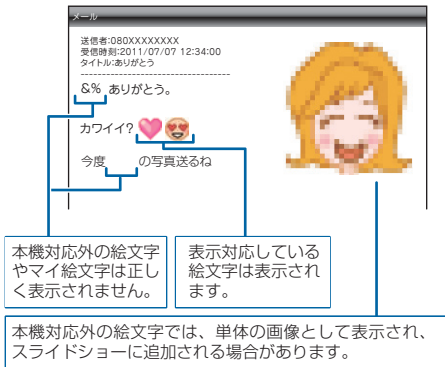 メール
送信者:080XXXXXXXX
受信時刻:2011/07/07 12:34:00
タイトル:ありがとう
----------------------------------
&% ありがとう。
カワイイ?
今度 の写真送るね
本機対応外の絵文字
やマイ絵文字は正し
く表示されません。
表示対応している
絵文字は表示され
ます。
本機対応外の絵文字では、単体の画像として表示され、
スライドショーに追加される場合があります。